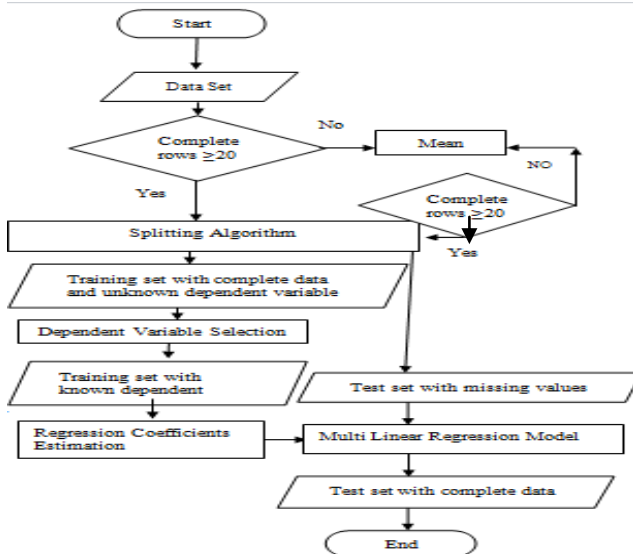 Start
Data Set
No
Complete
rows ≥20
Mean
NO
Yes
Complete
rows ≥20
Splitting Algorithm
Yes
Training set with complete data
and unknown dependent variable
Dependent Variable Selection
Training set with
known dependent
Test set with missing values
Regression Coefficients
Estimation
Multi Linear Regression Model
Test set with complete data
End